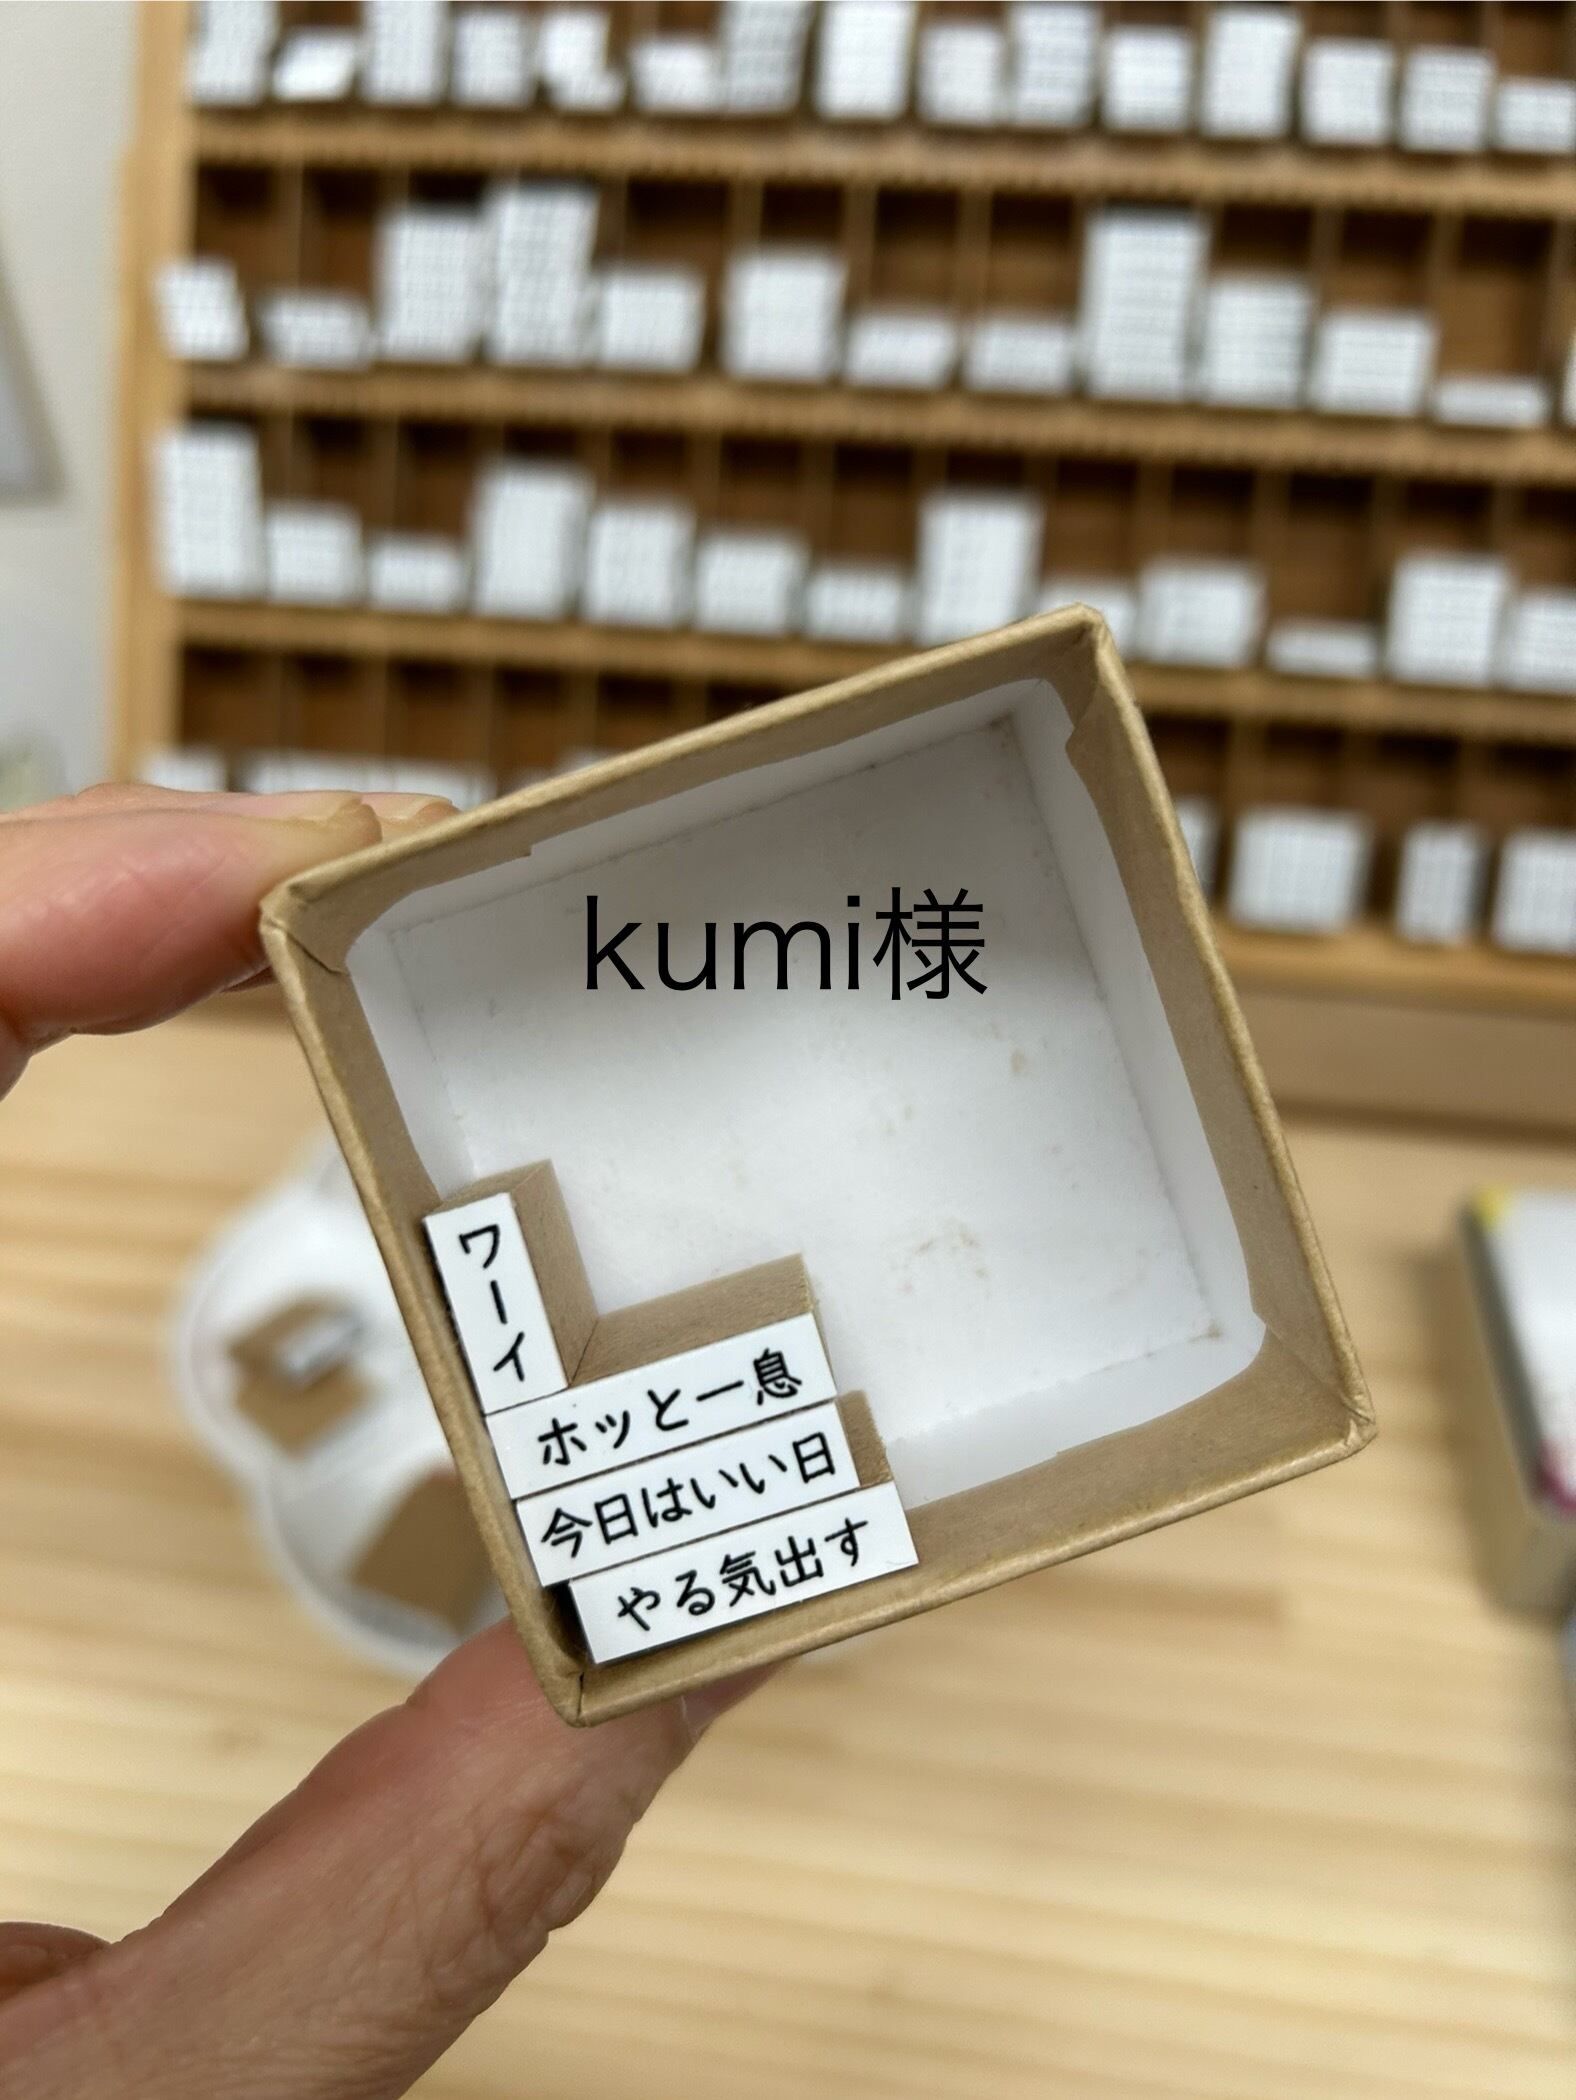 kumi様
ワーイ
ホッと一息
今日はいい日
やる気出す